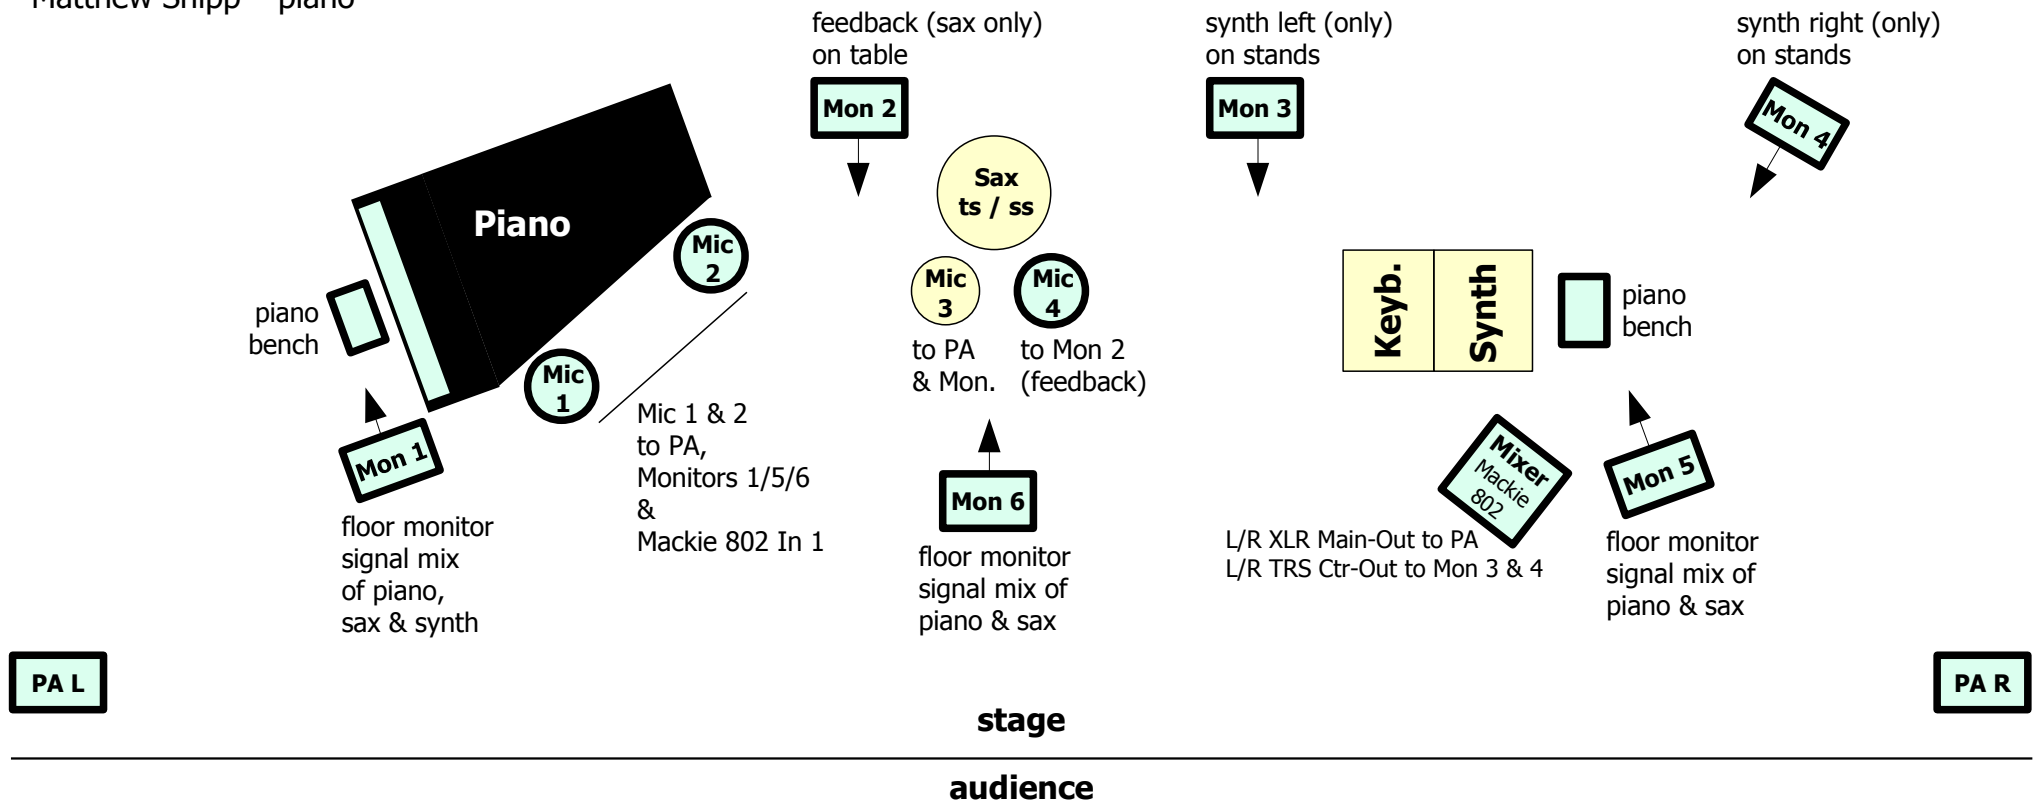 Matthew Shipp – piano
feedback (sax only)
on table
synth left (only)
on stands
synth right (only)
on stands
Mon 2
Mon 3
Mon 4
Sax
ts / ss
Piano
Mic
2
Mic
3
Mic
4
Keyb.
Synth
piano
bench
piano
bench
to PA
& Mon.
to Mon 2
(feedback)
Mic
1
Mic 1 & 2
to PA,
Monitors 1/5/6
&
Mackie 802 In 1
Mon 1
floor monitor
signal mix
of piano,
sax & synth
Mon 6
floor monitor
signal mix of
piano & sax
Mixer
Mackie
802
L/R XLR Main-Out to PA
L/R TRS Ctr-Out to Mon 3 & 4
Mon 5
floor monitor
signal mix of
piano & sax
PA L
PA R
stage
audience